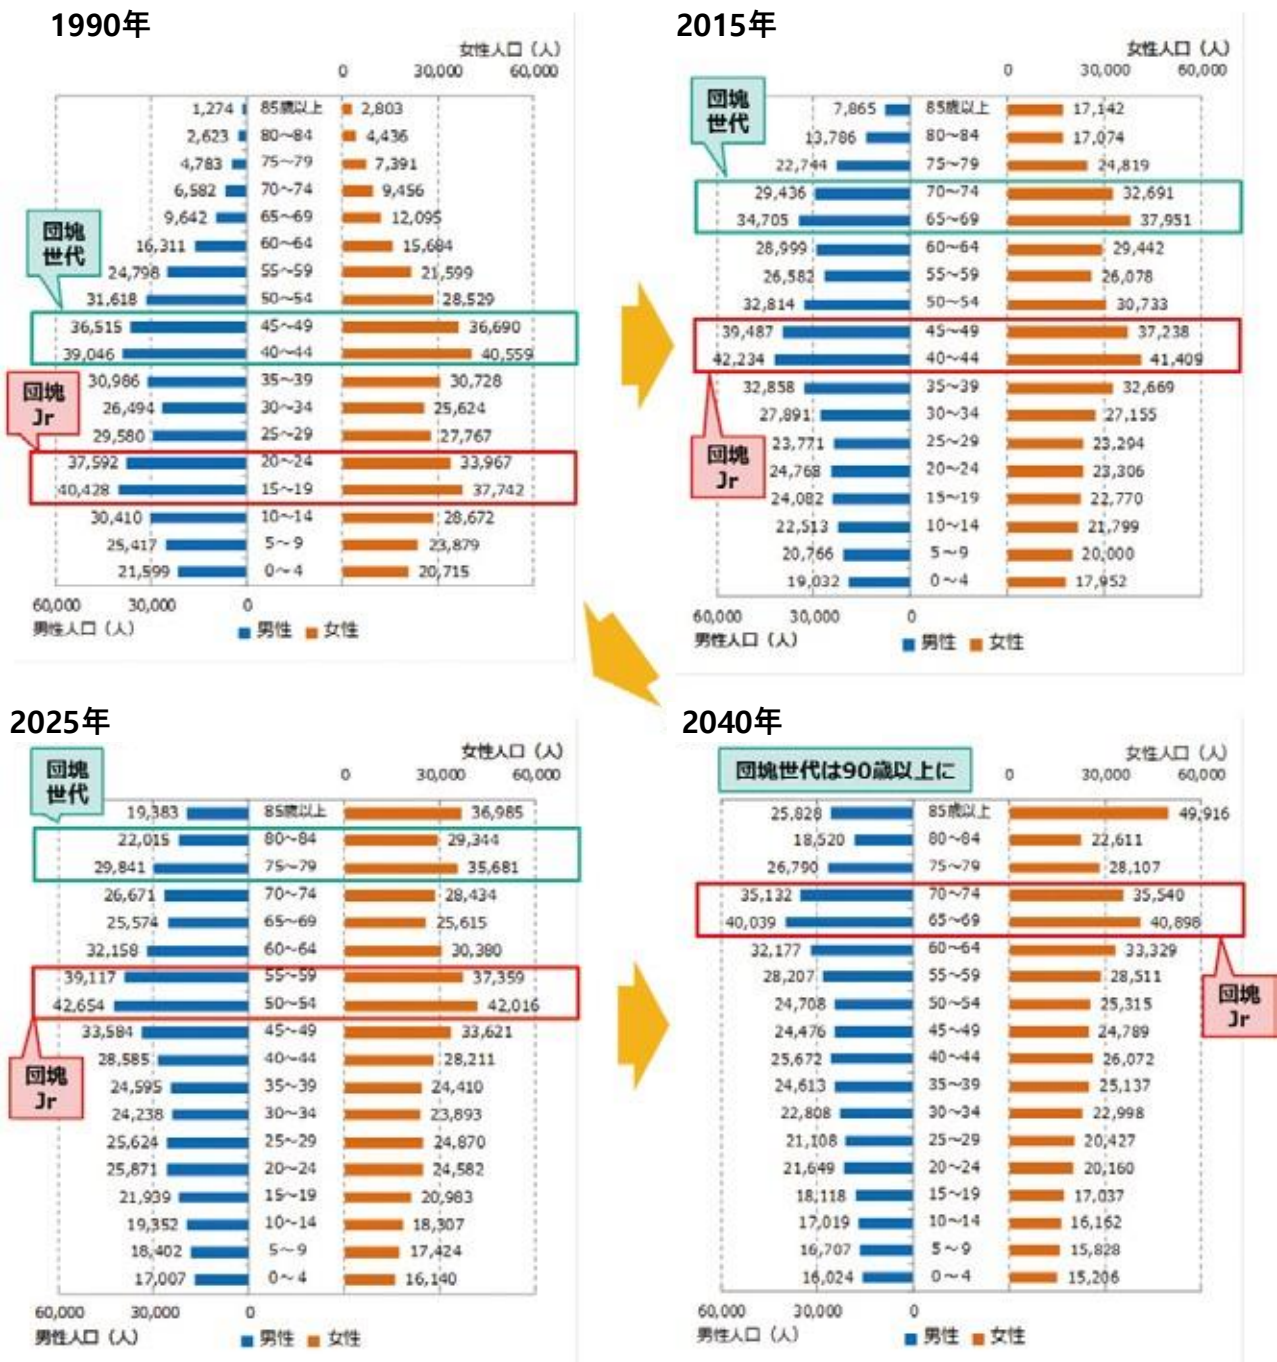 1990年
女性人口（人）
0 30,000 60,000
1,274 85歳以上 2,803
2,623 80～84 4,436
4,783 75～79 7,391
6,582 70～74 9,456
9,642 65～69 12,095
団塊
世代
16,311 60～64 15,684
24,798 55～59 21,599
31,618 50～54 28,529
36,515 45～49 36,690
39,046 40～44 40,559
団塊
Jr
30,986 35～39 30,728
26,494 30～34 25,624
29,580 25～29 27,767
37,592 20～24 33,967
40,428 15～19 37,742
30,410 10～14 28,672
25,417 5～9 23,879
21,599 0～4 20,715
60,000 30,000 0
男性人口（人）
男性 女性
2015年
女性人口（人）
0 30,000 60,000
団塊
世代
7,865 85歳以上 17,142
13,786 80～84 17,074
22,744 75～79 24,819
29,436 70～74 32,691
34,705 65～69 37,951
28,999 60～64 29,442
26,582 55～59 26,078
32,814 50～54 30,733
39,487 45～49 37,238
42,234 40～44 41,409
32,858 35～39 32,669
27,891 30～34 27,155
団塊
Jr
23,771 25～29 23,294
24,768 20～24 23,306
24,082 15～19 22,770
22,513 10～14 21,799
20,766 5～9 20,000
19,032 0～4 17,952
60,000 30,000 0
男性人口（人）
男性 女性
2025年
女性人口（人）
0 30,000 60,000
団塊
世代
19,383 85歳以上 36,985
22,015 80～84 29,344
29,841 75～79 35,681
26,671 70～74 28,434
25,574 65～69 25,615
32,158 60～64 30,380
39,117 55～59 37,359
42,654 50～54 42,016
33,584 45～49 33,621
28,585 40～44 28,211
団塊
Jr
24,595 35～39 24,410
24,238 30～34 23,893
25,624 25～29 24,870
25,871 20～24 24,582
21,939 15～19 20,983
19,352 10～14 18,307
18,402 5～9 17,424
17,007 0～4 16,140
60,000 30,000 0
男性人口（人）
男性 女性
2040年
女性人口（人）
団塊世代は90歳以上に
0 30,000 60,000
25,828 85歳以上 49,916
18,520 80～84 22,611
26,790 75～79 28,107
35,132 70～74 35,540
40,039 65～69 40,898
32,177 60～64 33,329
28,207 55～59 28,511
団塊
Jr
24,708 50～54 25,315
24,476 45～49 24,789
25,672 40～44 26,072
24,613 35～39 25,137
22,808 30～34 22,998
21,108 25～29 20,427
21,649 20～24 20,160
18,118 15～19 17,037
17,019 10～14 16,162
16,707 5～9 15,828
16,024 0～4 15,206
60,000 30,000 0
男性人口（人）
男性 女性